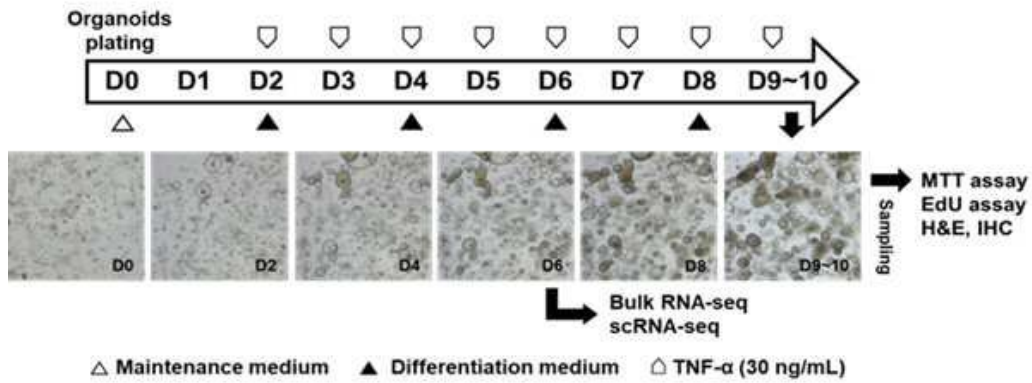 Organoids
plating
D0 D1 D2 D3 D4 D5 D6 D7 D8 D9~10
D0 D2 D4 D6 D8 D9~10
Sampling
MTT assay
EdU assay
H&E, IHC
Bulk RNA-seq
scRNA-seq
Maintenance medium Differentiation medium TNF-α (30 ng/mL)